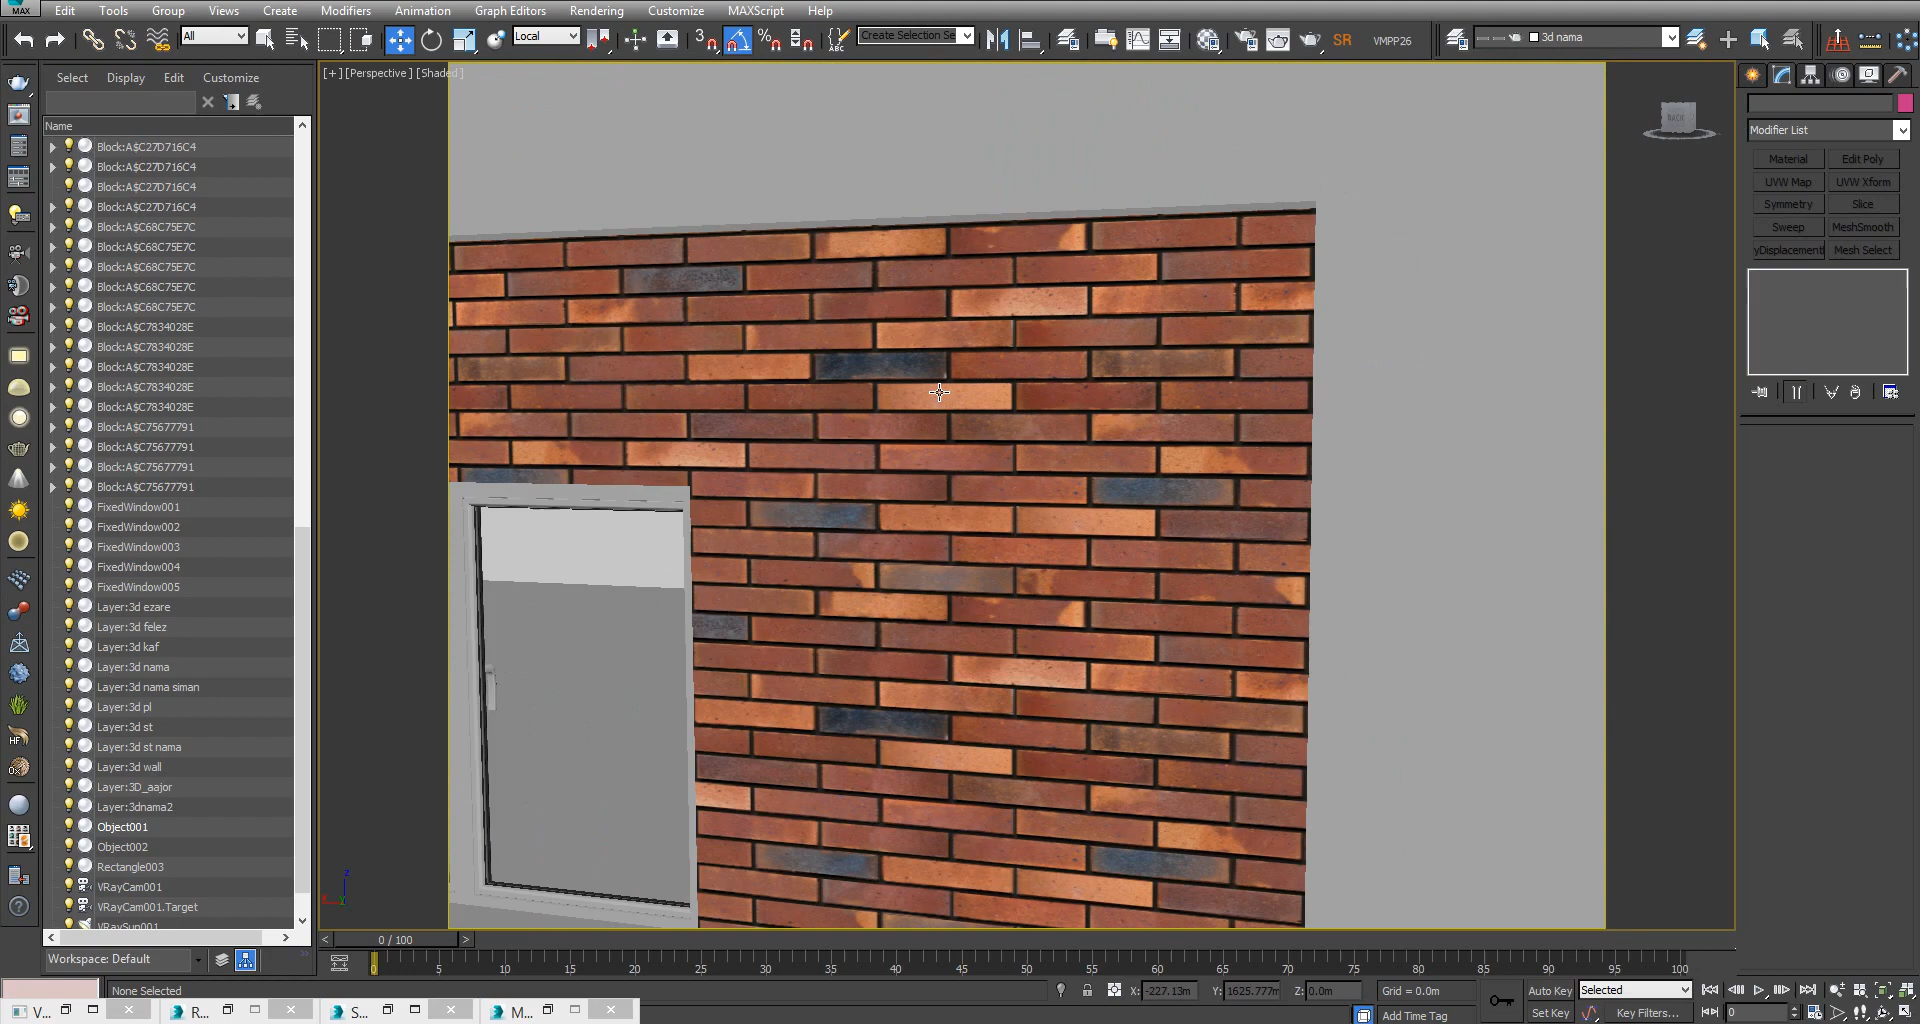 MAX
Edit Tools Group Views Create Modifiers Animation Graph Editors Rendering Customize MAXScript Help
All
Local
3
Create Selection Se
SR
VMPP26
3d nama
Select Display Edit Customize
Name
Block:A$C27D716C4
Block:A$C27D716C4
Block:A$C27D716C4
Block:A$C27D716C4
Block:A$C68C75E7C
Block:A$C68C75E7C
Block:A$C68C75E7C
Block:A$C68C75E7C
Block:A$C68C75E7C
Block:A$C7834028E
Block:A$C7834028E
Block:A$C7834028E
Block:A$C7834028E
Block:A$C7834028E
Block:A$C75677791
Block:A$C75677791
Block:A$C75677791
Block:A$C75677791
FixedWindow001
FixedWindow002
FixedWindow003
FixedWindow004
FixedWindow005
Layer:3d ezare
Layer:3d felez
Layer:3d kaf
Layer:3d nama
Layer:3d nama siman
Layer:3d pl
Layer:3d st
Layer:3d st nama
Layer:3d wall
Layer:3D_aajor
Layer:3dnama2
Object001
Object002
Rectangle003
VRayCam001
VRayCam001.Target
VRaySun001
Workspace: Default
[+] [Perspective] [Shaded]
BACK
Modifier List
Material Edit Poly
UVW Map UVW Xform
Symmetry Slice
Sweep MeshSmooth
yDisplacementI Mesh Select
< 0 / 100 >
0 5 10 15 20 25 30 35 40 45 50 55 60 65 70 75 80 85 90 95 100
None Selected
X: -227.13m Y: 1625.777m Z: 0.0m Grid = 0.0m
Auto Key Selected
Add Time Tag
Set Key Key Filters... 0
V... R... S... M...